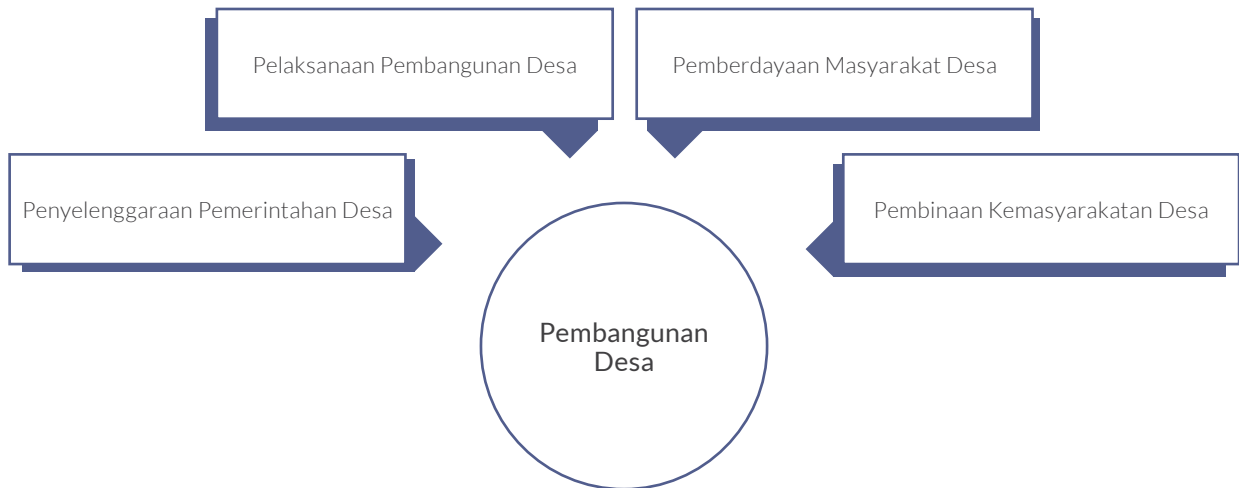 Pelaksanaan Pembangunan Desa
Pemberdayaan Masyarakat Desa
Penyelenggaraan Pemerintahan Desa
Pembinaan Kemasyarakatan Desa
Pembangunan
Desa